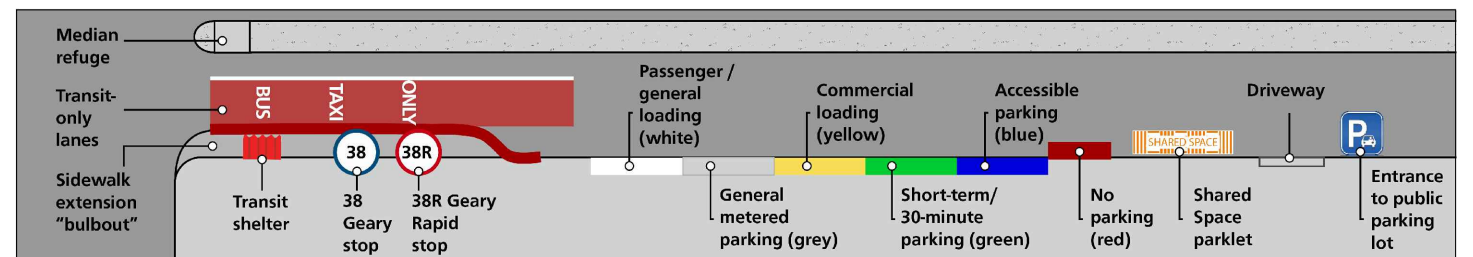 Median
refuge
Transit-
only
lanes
Sidewalk
extension
“bulbout”
BUS
TAXI
ONLY
Transit
shelter
38
38
Geary
stop
38R
38R Geary
Rapid
stop
Passenger /
general
loading
(white)
General
metered
parking (grey)
Commercial
loading
(yellow)
Short-term/
30-minute
parking (green)
Accessible
parking
(blue)
No
parking
(red)
SHARED SPACE
Shared
Space
parklet
Driveway
P
Entrance
to public
parking
lot